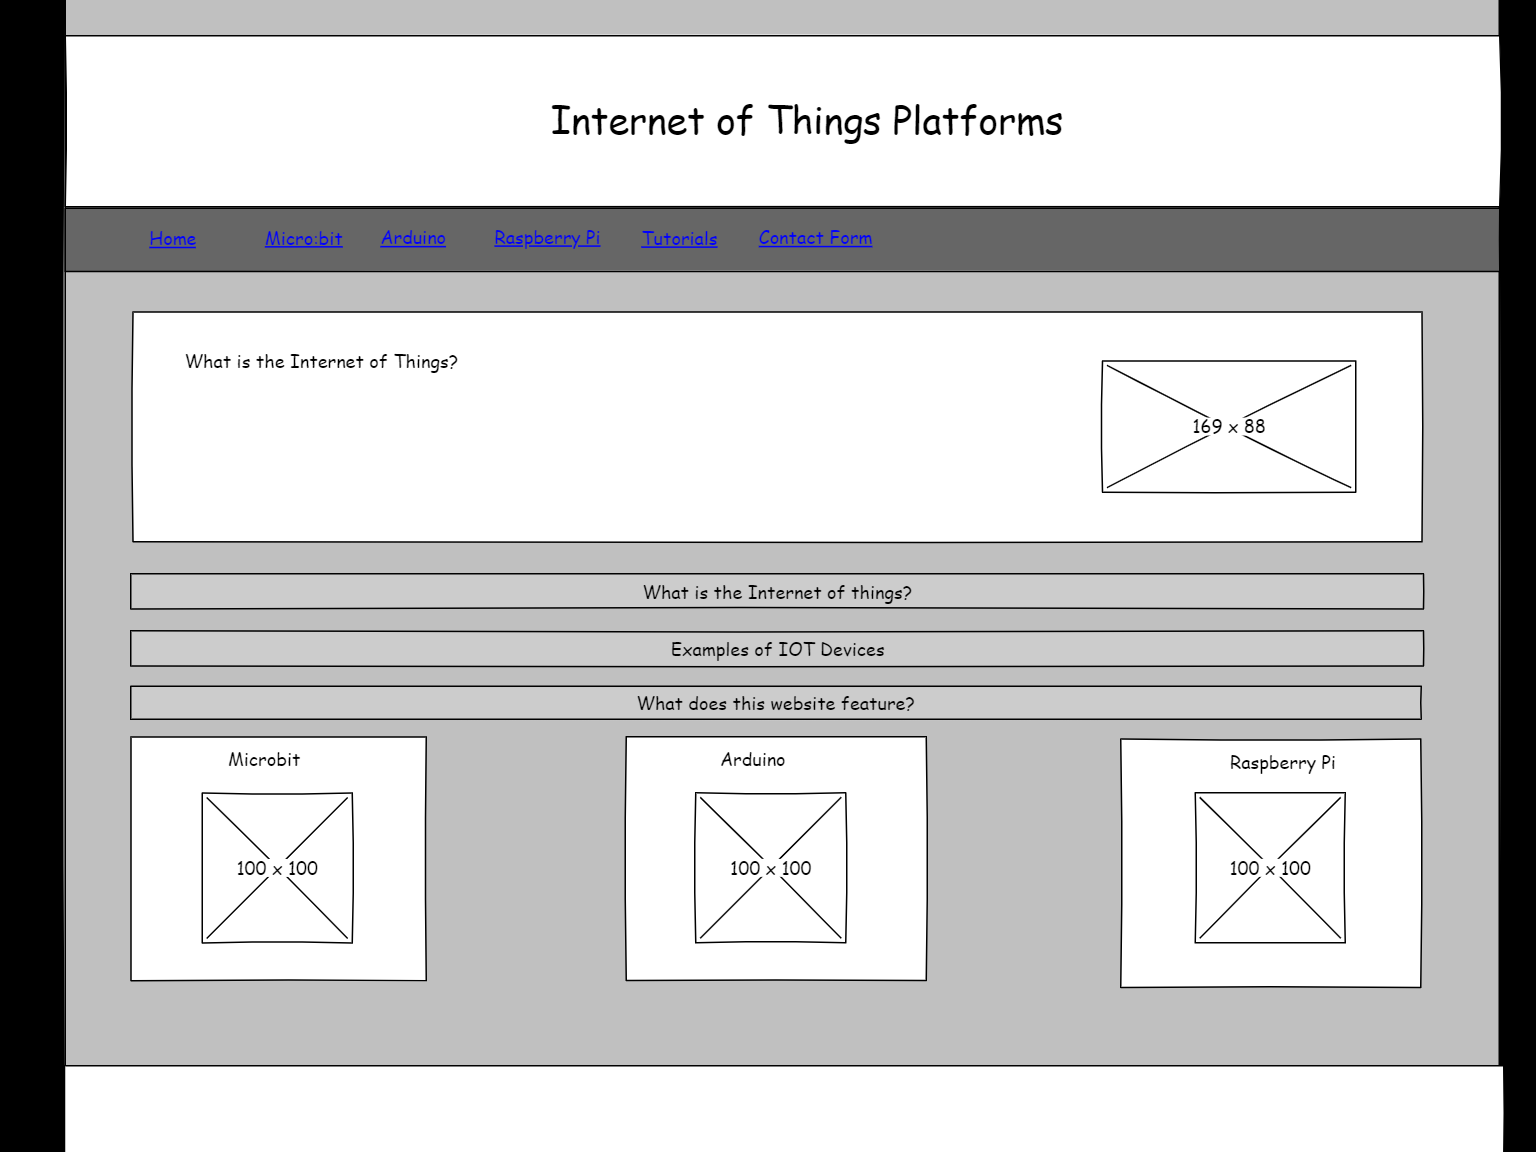 Internet of Things Platforms
Home Micro:bit Arduino Raspberry Pi Tutorials Contact Form
What is the Internet of Things?
169 x 88
What is the Internet of things?
Examples of IOT Devices
What does this website feature?
Microbit Arduino Raspberry Pi
100 x 100 100 x 100 100 x 100